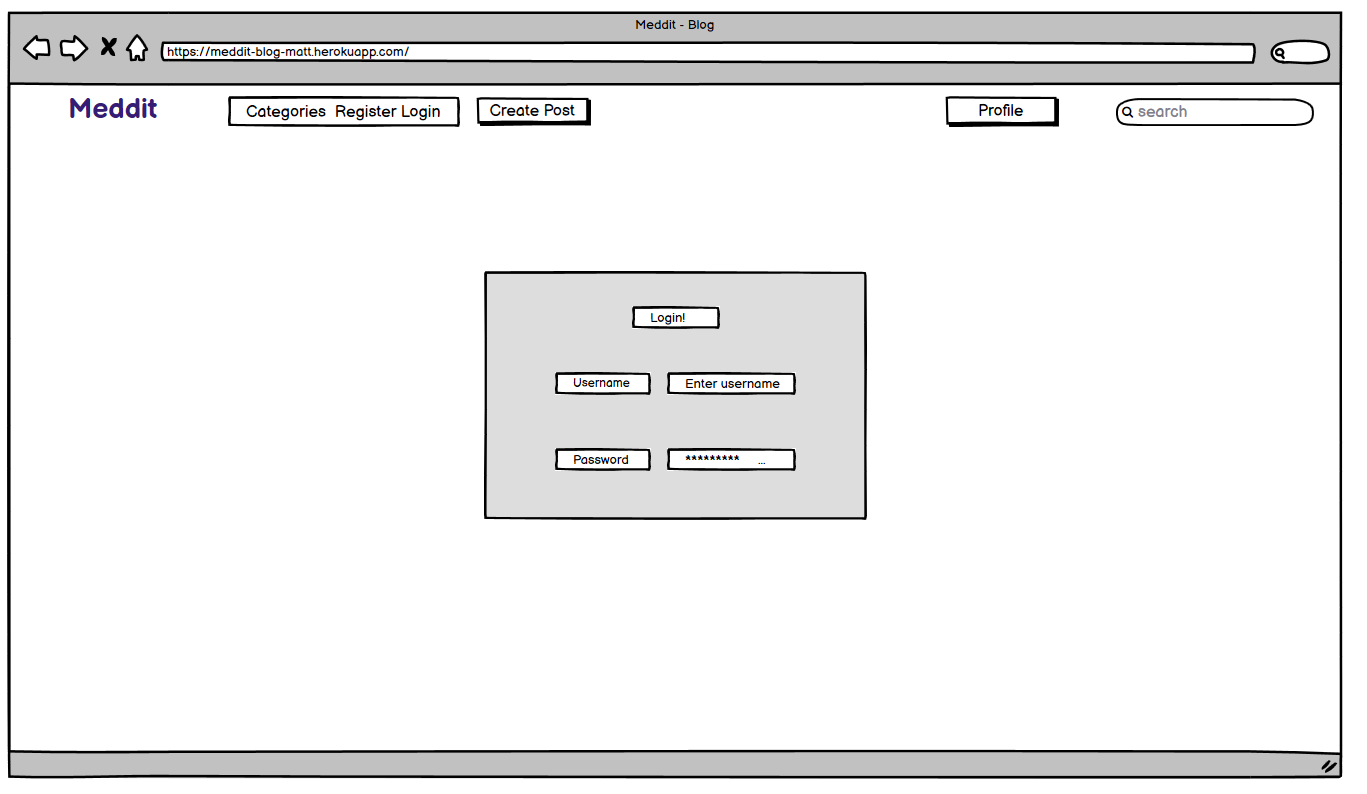 Meddit - Blog
https://meddit-blog-matt.herokuapp.com/
Meddit
Categories Register Login
Create Post
Profile
search
Login!
Username
Enter username
Password
********* ...